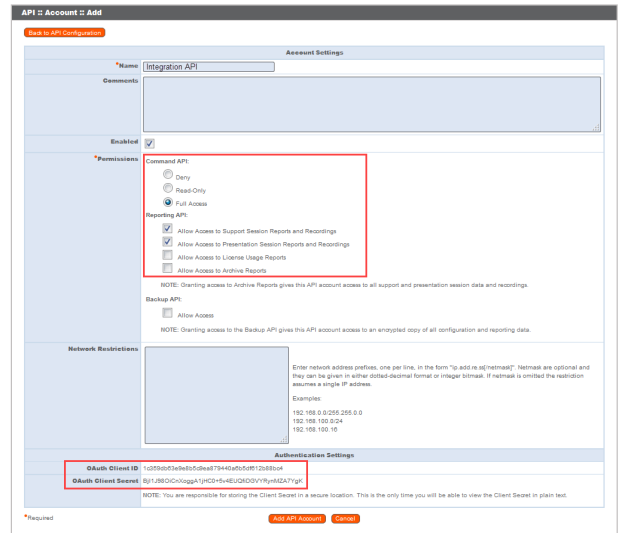 API :: Account :: Add
Back to API Configuration
Account Settings
*Name Integration API
Comments
Enabled
*Permissions Command API:
Deny
Read-Only
Full Access
Reporting API:
Allow Access to Support Session Reports and Recordings
Allow Access to Presentation Session Reports and Recordings
Allow Access to License Usage Reports
Allow Access to Archive Reports
NOTE: Granting access to Archive Reports gives this API account access to all support and presentation session data and recordings.
Backup API:
Allow Access
NOTE: Granting access to the Backup API gives this API account access to an encrypted copy of all configuration and reporting data.
Network Restrictions
Enter network address prefixes, one per line, in the form "ip.add.re.ss[/netmask]". Netmask are optional and
they can be given in either dotted-decimal format or integer bitmask. If netmask is omitted the restriction
assumes a single IP address.
Examples:
192.168.0.0/255.255.0.0
192.168.100.0/24
192.168.100.16
Authentication Settings
OAuth Client ID
OAuth Client Secret
NOTE: You are responsible for storing the Client Secret in a secure location. This is the only time you will be able to view the Client Secret in plain text.
*Required
Add API Account Cancel